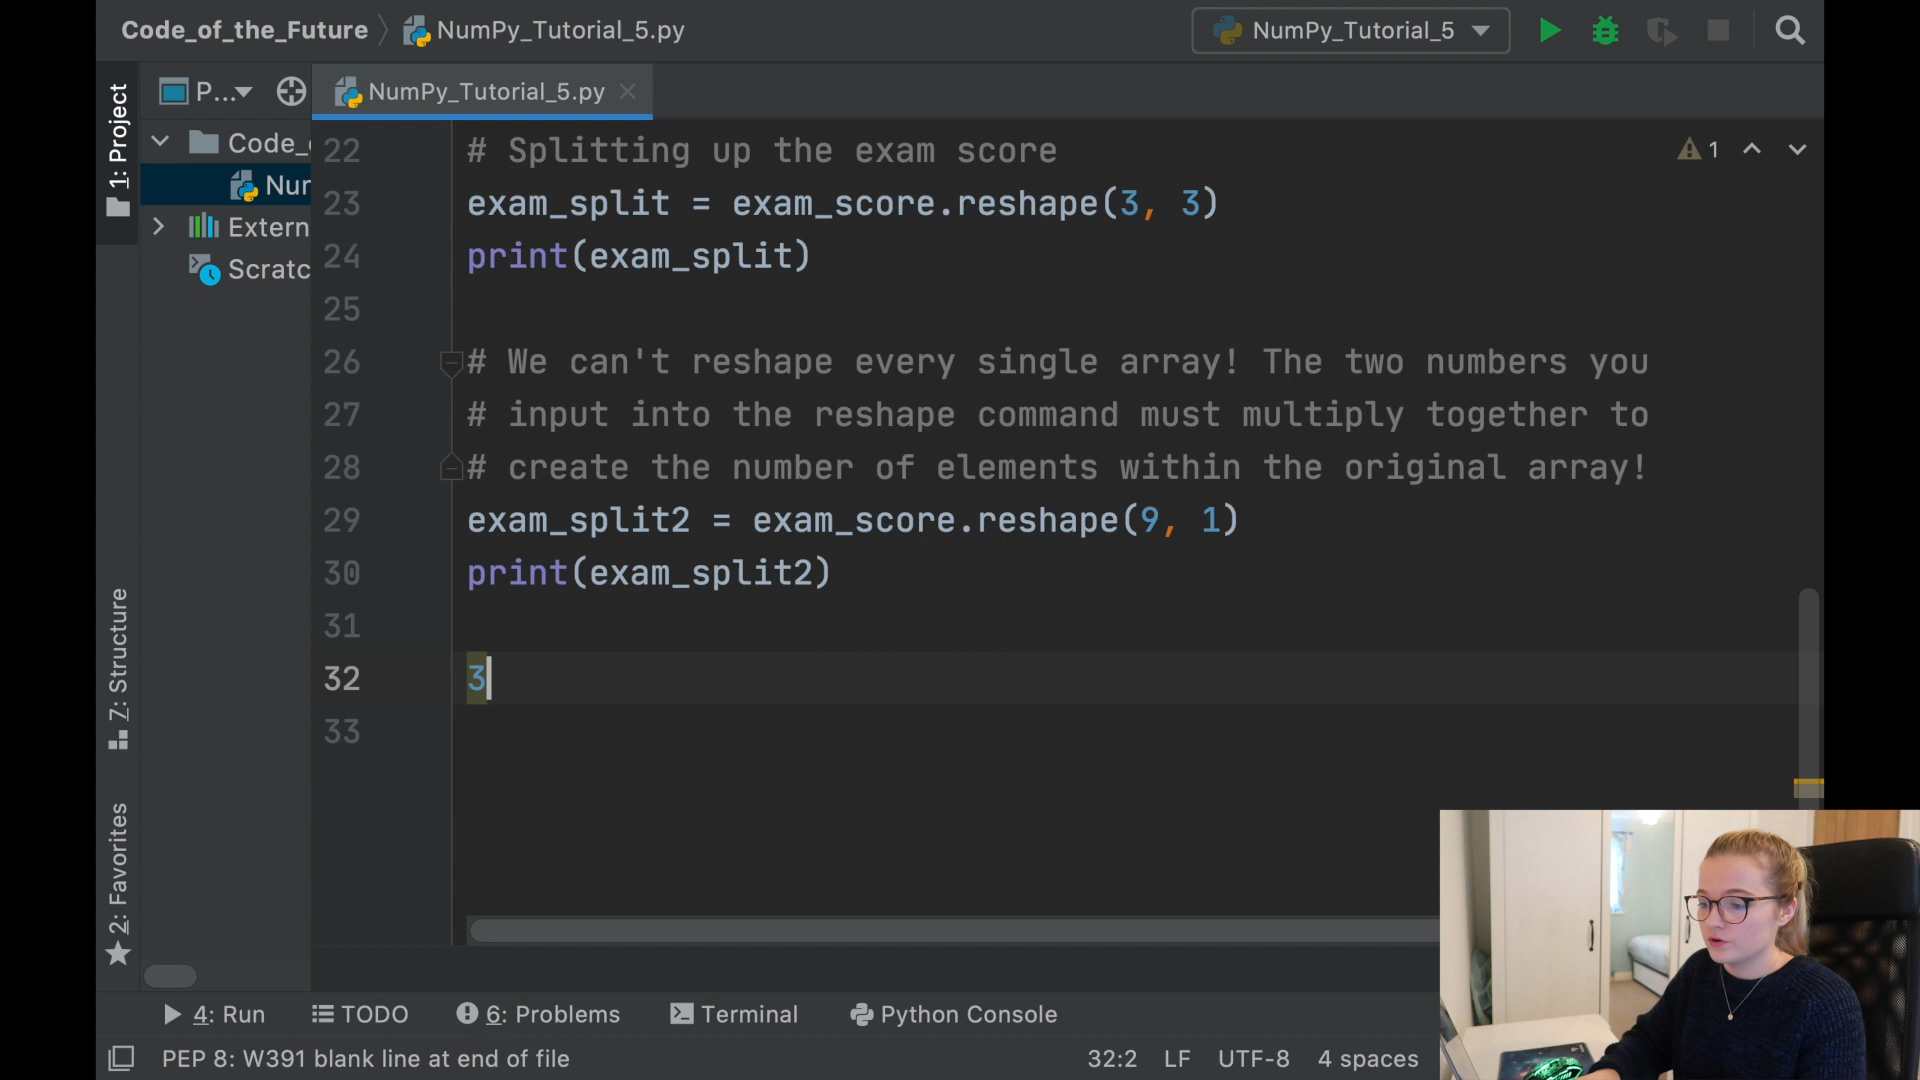 Code_of_the_Future NumPy_Tutorial_5.py NumPy_Tutorial_5
1: Project P... NumPy_Tutorial_5.py
Code_
Nur
Extern
Scratc
22 # Splitting up the exam score 1
23 exam_split = exam_score.reshape(3, 3)
24 print(exam_split)
25
26 # We can't reshape every single array! The two numbers you
27 # input into the reshape command must multiply together to
28 # create the number of elements within the original array!
29 exam_split2 = exam_score.reshape(9, 1)
30 print(exam_split2)
31
32 3
33
7: Structure
2: Favorites
4: Run TODO 6: Problems Terminal Python Console
PEP 8: W391 blank line at end of file 32:2 LF UTF-8 4 spaces